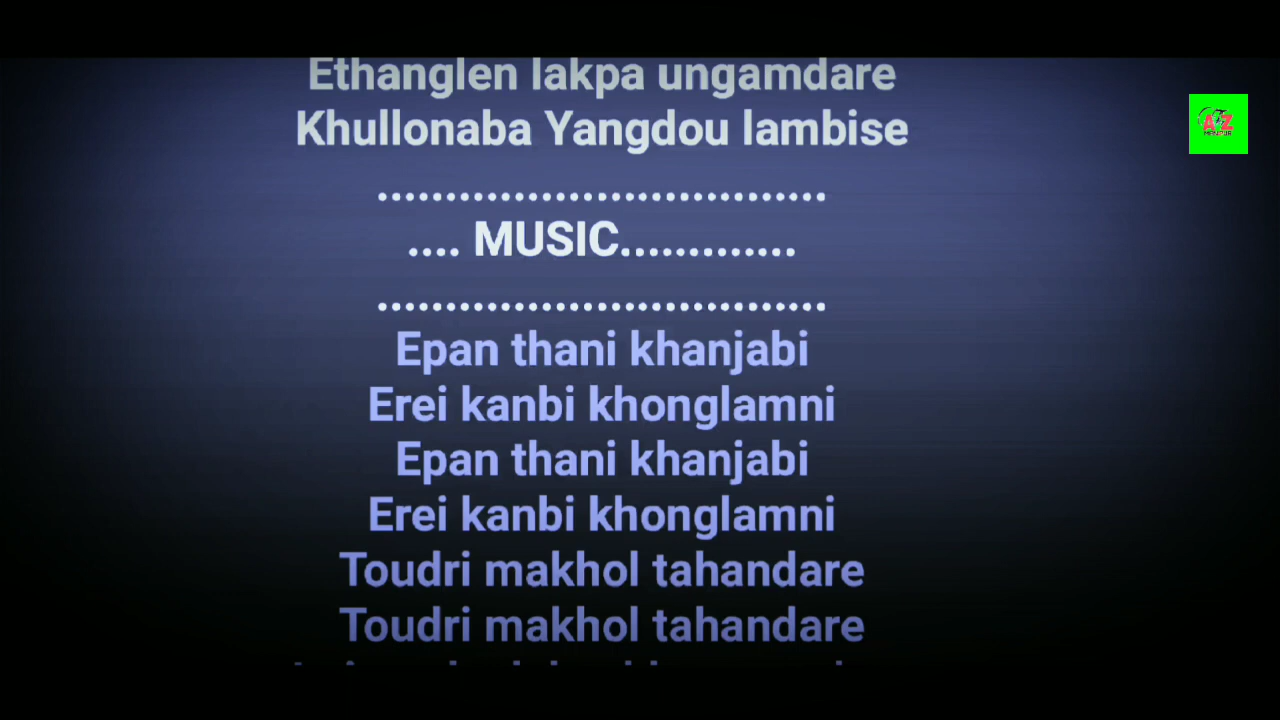 Ethanglen lakpa ungamdare
Khullonaba Yangdou lambise
.................................
.... MUSIC.............
.................................
Epan thani khanjabi
Erei kanbi khonglamni
Epan thani khanjabi
Erei kanbi khonglamni
Toudri makhol tahandare
Toudri makhol tahandare
A Z
MANIPUR